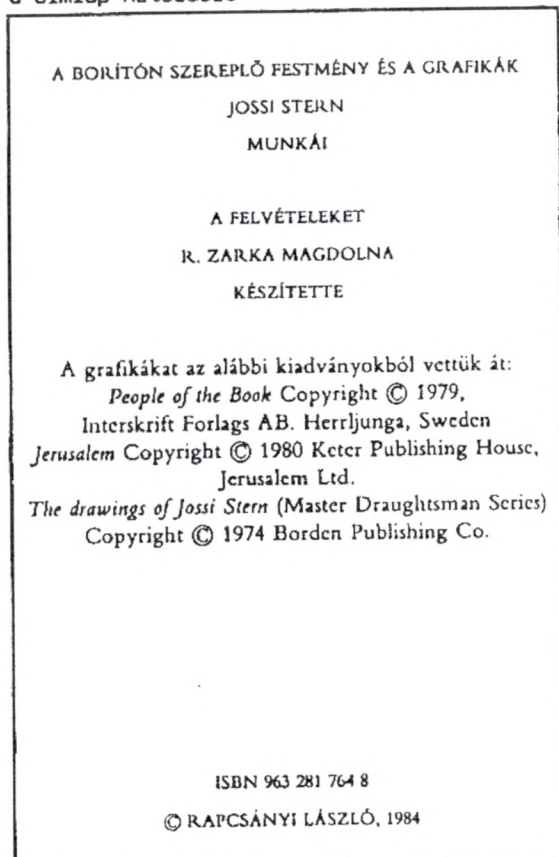 A BORÍTÓN SZEREPLŐ FESTMÉNY ÉS A GRAFIKÁK
JOSSI STERN
MUNKÁI
A FELVÉTELEKET
R. ZARKA MAGDOLNA
KÉSZÍTETTE
A grafikákat az alábbi kiadványokból vettük át:
People of the Book Copyright © 1979,
Interskrift Forlags AB. Herrljunga, Sweden
Jerusalem Copyright © 1980 Keter Publishing House,
Jerusalem Ltd.
The drawings of Jossi Stern (Master Draughtsman Series)
Copyright © 1974 Borden Publishing Co.
ISBN 963 281 764 8
© RAPCSÁNYI LÁSZLÓ, 1984